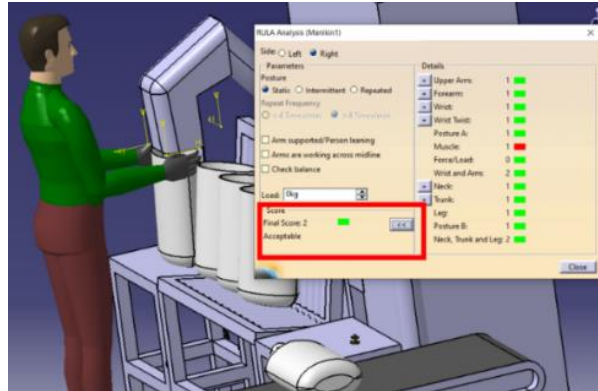 RULA Analysis (Manikin1)
Side: Left Right
Parameters
Posture
Static Intermittent Repeated
Repeat Frequency
Arm supported/Person leaning
Arms are working across midline
Check balance
Load: 0kg
Score
Final Score: 2
<<
Acceptable
Details
Upper Arm: 1
Forearm: 1
Wrist: 1
Wrist Twist: 1
Posture A: 1
Muscle: 1
Force/Load: 0
Wrist and Arm: 2
Neck: 1
Trunk: 1
Leg: 1
Posture B: 1
Neck, Trunk and Leg: 2
Close